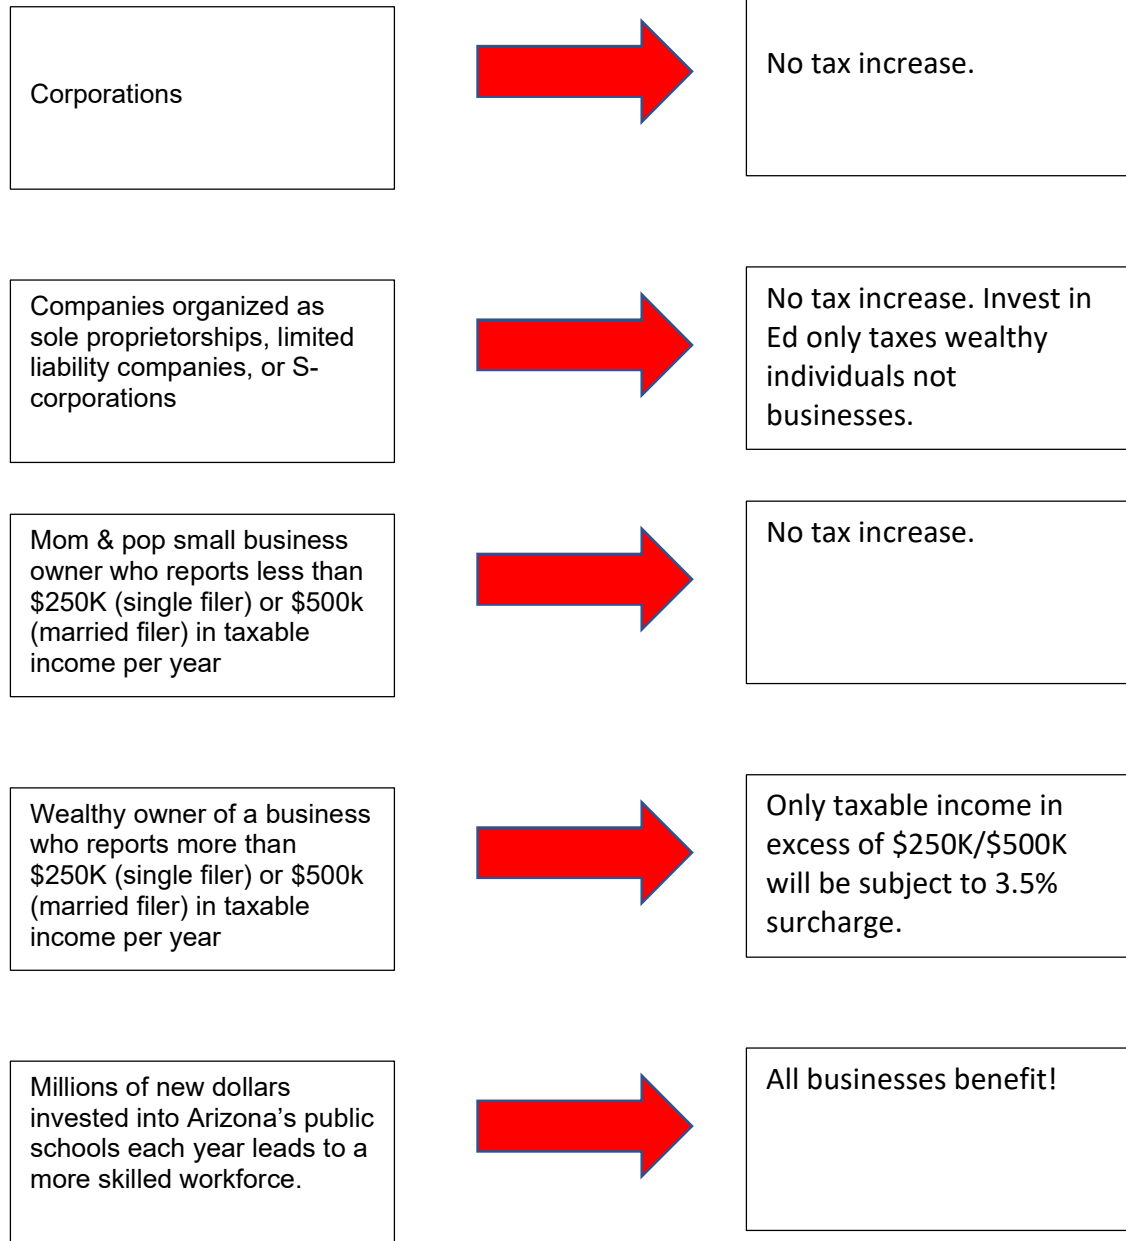 Corporations
No tax increase.
Companies organized as
sole proprietorships, limited
liability companies, or S-
corporations
No tax increase. Invest in
Ed only taxes wealthy
individuals not
businesses.
Mom & pop small business
owner who reports less than
$250K (single filer) or $500k
(married filer) in taxable
income per year
No tax increase.
Wealthy owner of a business
who reports more than
$250K (single filer) or $500k
(married filer) in taxable
income per year
Only taxable income in
excess of $250K/$500K
will be subject to 3.5%
surcharge.
Millions of new dollars
invested into Arizona’s public
schools each year leads to a
more skilled workforce.
All businesses benefit!